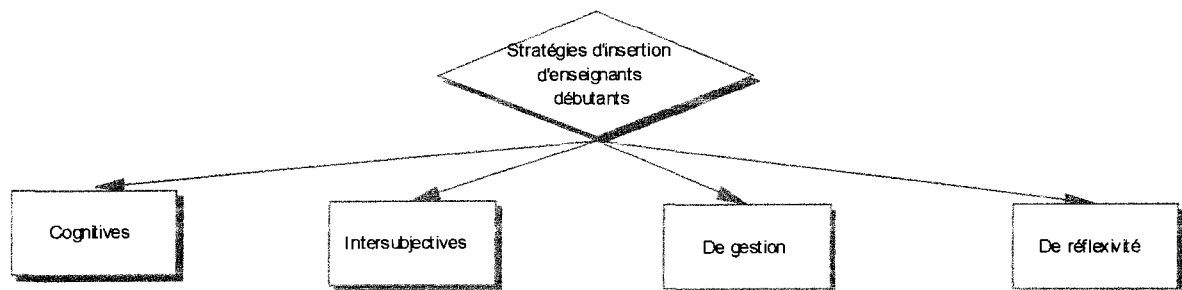 Stratégies d'insertion
d'enseignants
débutants
Cognitives
Intersubjectives
De gestion
De réflexivité